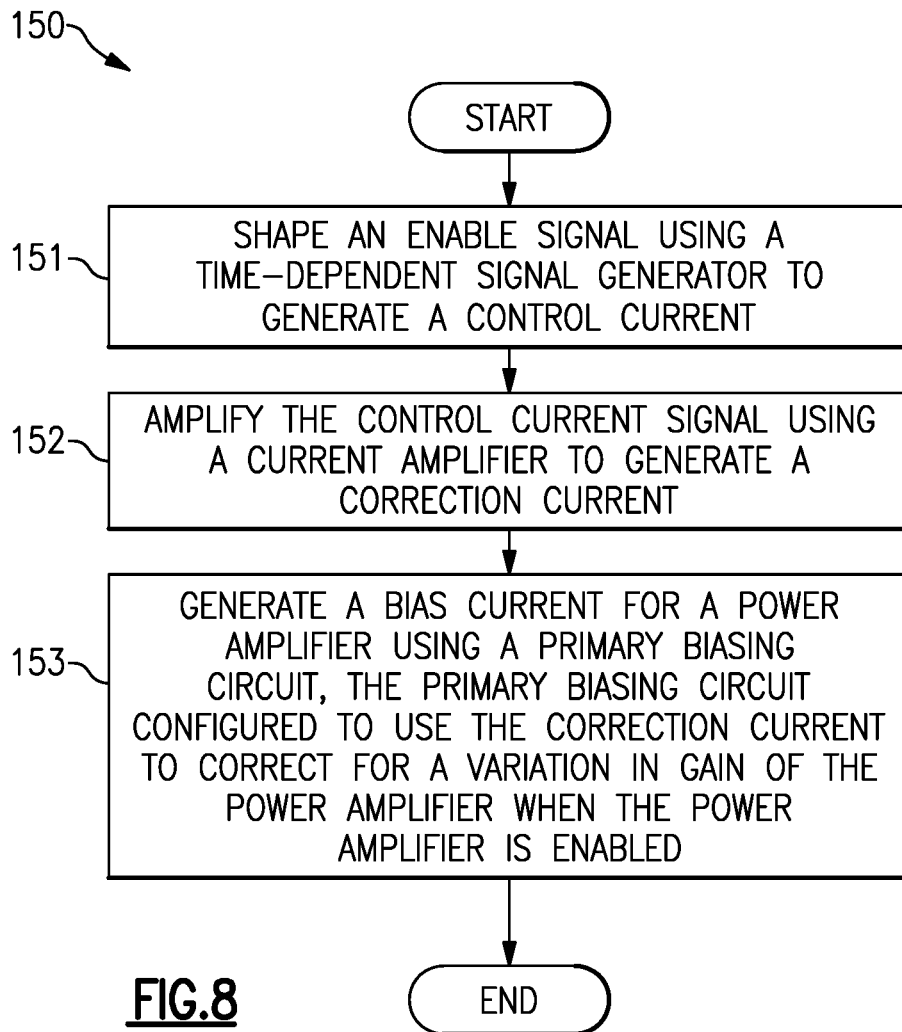 150
START
151
SHAPE AN ENABLE SIGNAL USING A
TIME-DEPENDENT SIGNAL GENERATOR TO
GENERATE A CONTROL CURRENT
152
AMPLIFY THE CONTROL CURRENT SIGNAL USING
A CURRENT AMPLIFIER TO GENERATE A
CORRECTION CURRENT
153
GENERATE A BIAS CURRENT FOR A POWER
AMPLIFIER USING A PRIMARY BIASING
CIRCUIT, THE PRIMARY BIASING CIRCUIT
CONFIGURED TO USE THE CORRECTION CURRENT
TO CORRECT FOR A VARIATION IN GAIN OF THE
POWER AMPLIFIER WHEN THE POWER
AMPLIFIER IS ENABLED
END
FIG.8